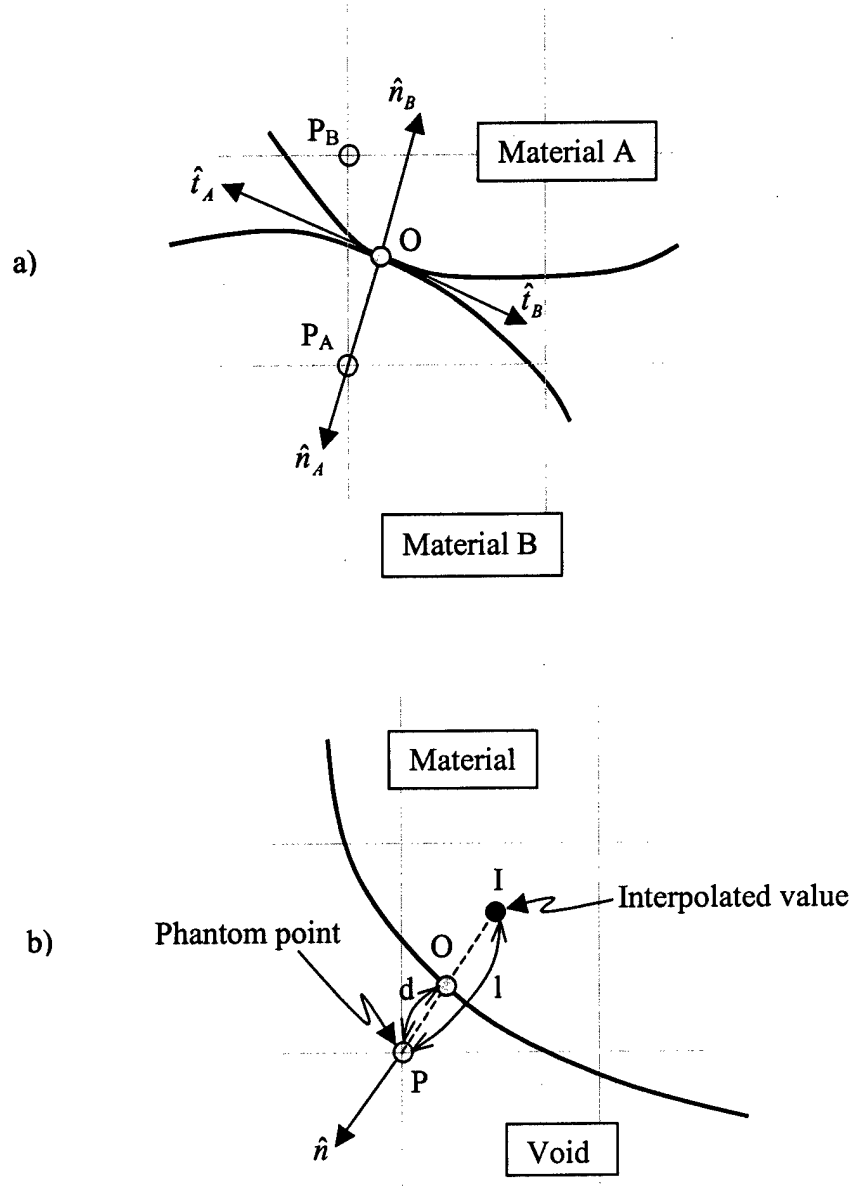 a)
n̂_B
P_B
Material A
t̂_A
O
t̂_B
P_A
n̂_A
Material B
b)
Material
I
Interpolated value
Phantom point
O
d
l
P
n̂
Void